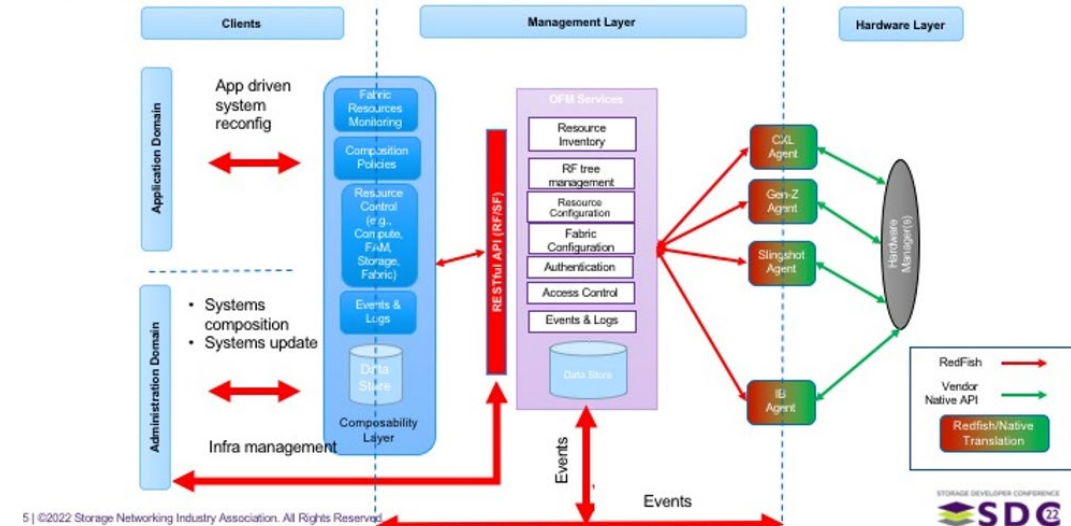 Clients
Management Layer
Hardware Layer
Application Domain
App driven
system
reconfig
Administration Domain
• Systems
composition
• Systems update
Infra management
Fabric
Resources
Monitoring
Composition
Policies
Resource
Control
(e.g.,
Compute,
FAM,
Storage,
Fabric)
Events &
Logs
Data
Store
Composability
Layer
RESTful API (RF/SF)
OFM Services
Resource
Inventory
RF tree
management
Resource
Configuration
Fabric
Configuration
Authentication
Access Control
Events & Logs
Data Store
Events
Events
CXL
Agent
Gen-Z
Agent
Slingshot
Agent
IB
Agent
Hardware
Manager(s)
RedFish
Vendor
Native API
Redfish/Native
Translation
5 | ©2022 Storage Networking Industry Association. All Rights Reserved
STORAGE DEVELOPER CONFERENCE
SDC 22